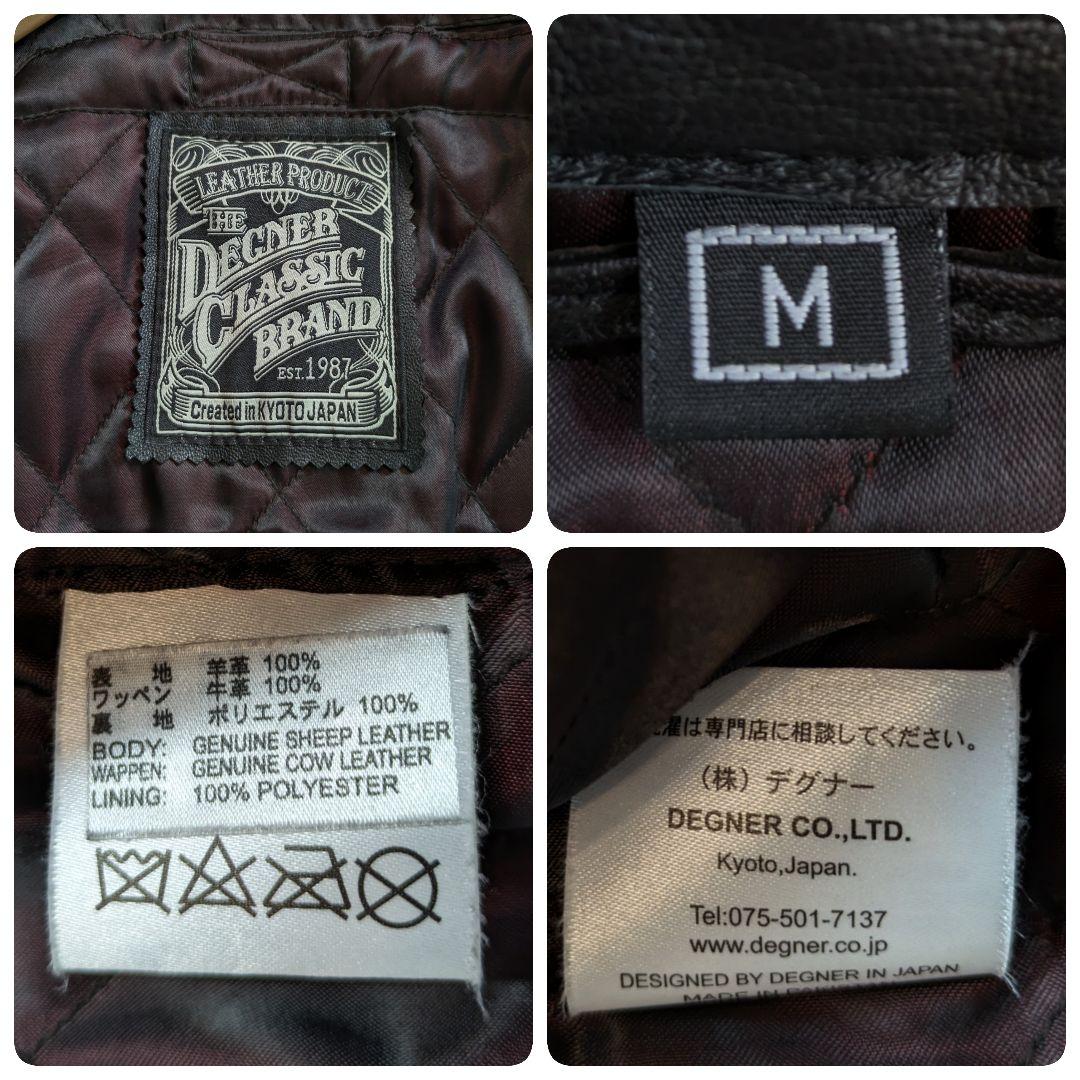 LEATHER PRODUCT
THE
DEGNER
CLASSIC
BRAND
EST. 1987
Created in KYOTO JAPAN
M
表 地 羊革 100%
ワッペン 牛革 100%
裏 地 ポリエステル 100%
BODY: GENUINE SHEEP LEATHER
WAPPEN: GENUINE COW LEATHER
LINING: 100% POLYESTER
濯は専門店に相談してください。
(株) デグナー
DEGNER CO.,LTD.
Kyoto,Japan.
Tel:075-501-7137
www.degner.co.jp
DESIGNED BY DEGNER IN JAPAN
MADE IN